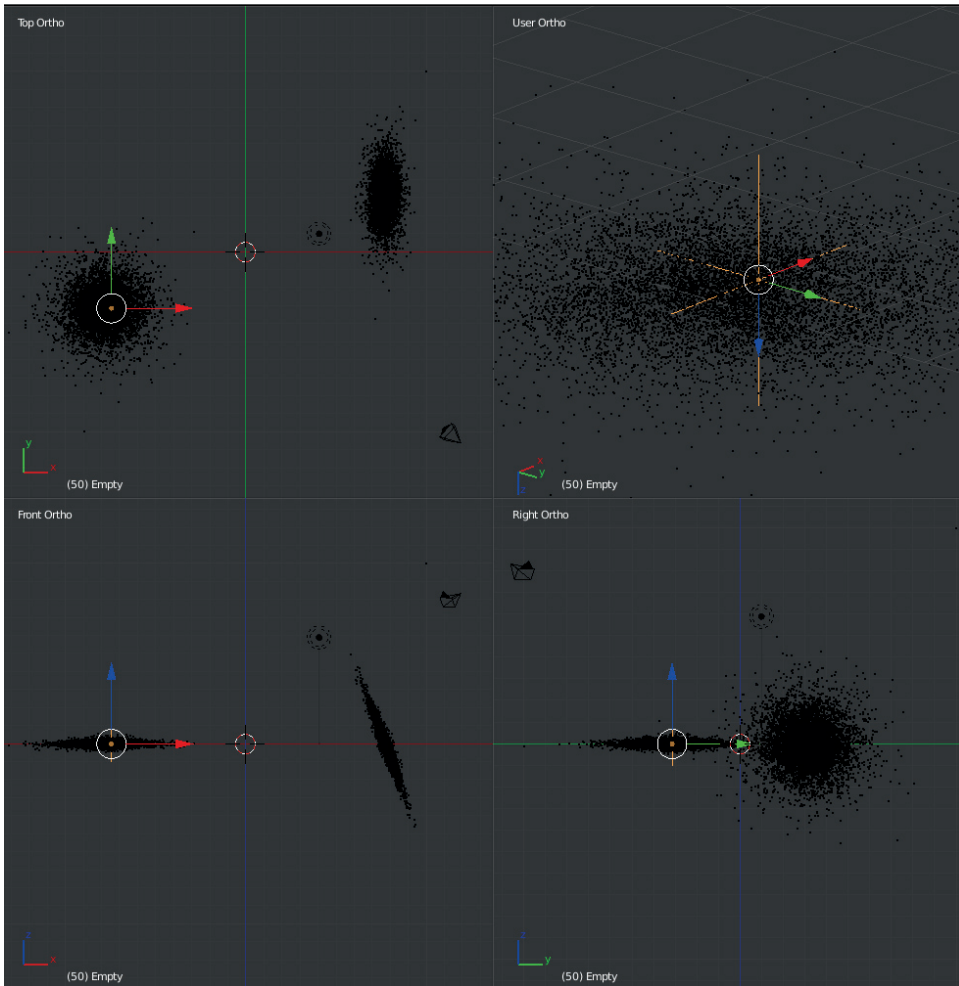 Top Ortho
y
x
(50) Empty
User Ortho
x
y
z
(50) Empty
Front Ortho
z
x
(50) Empty
Right Ortho
z
y
(50) Empty